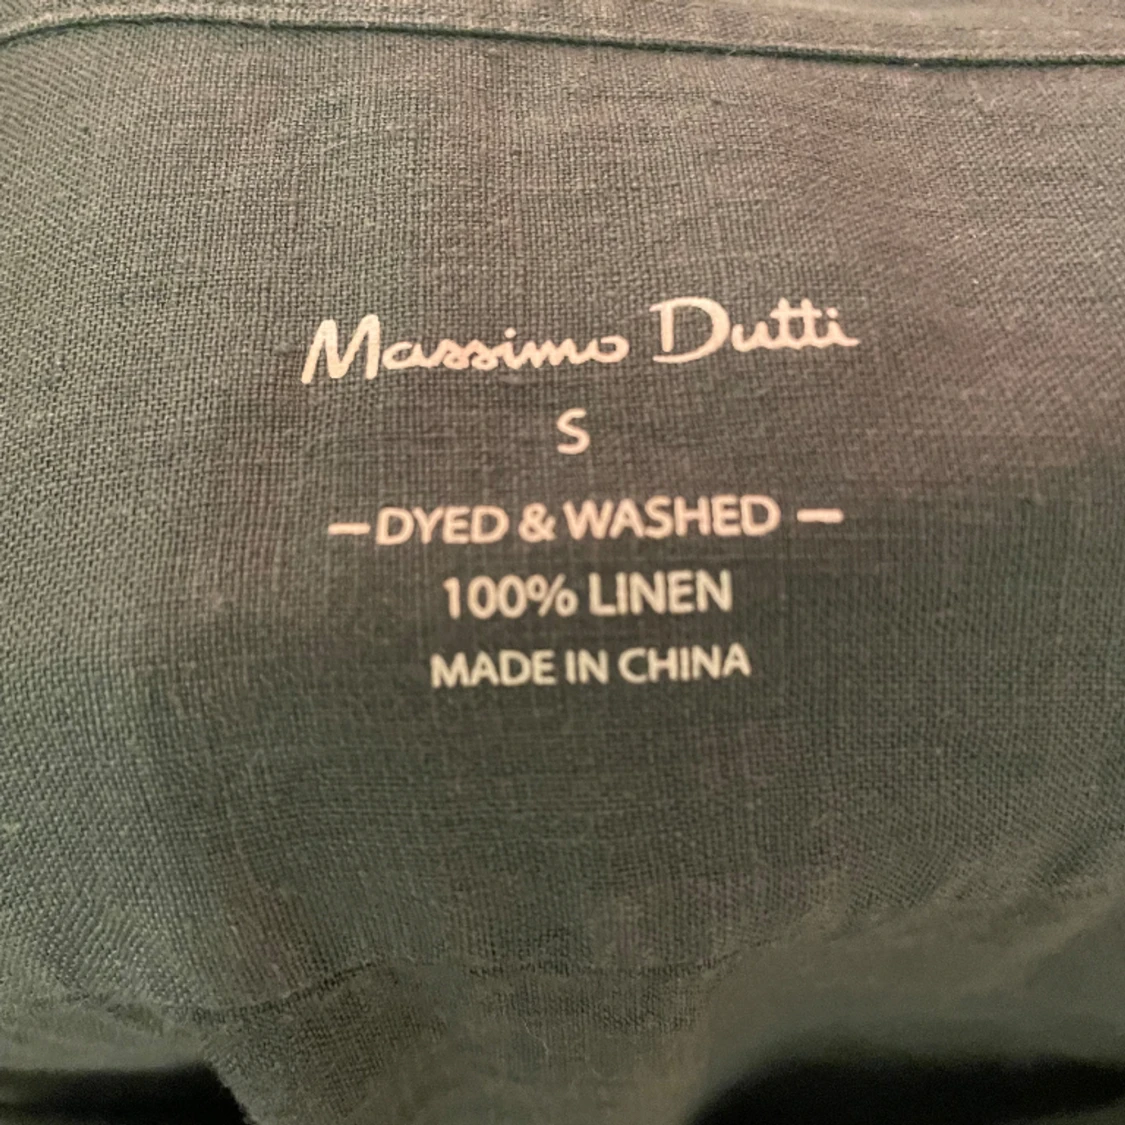 Massimo Dutti
S
— DYED & WASHED —
100% LINEN
MADE IN CHINA